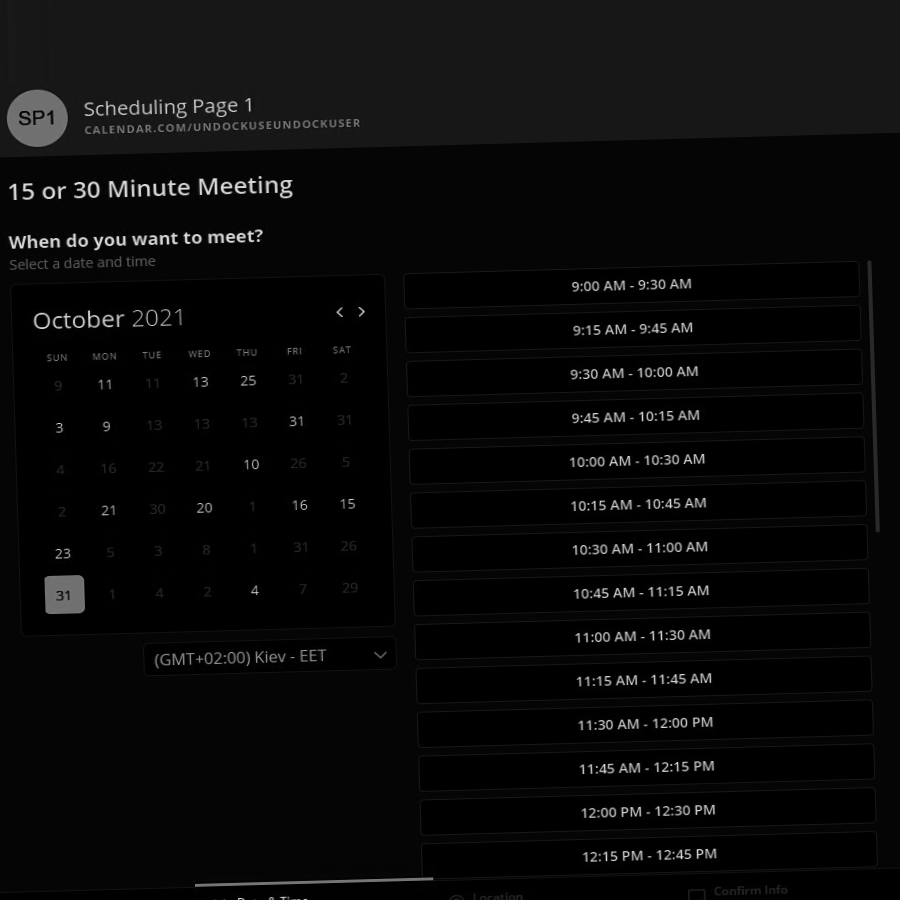 SP1
Scheduling Page 1
CALENDAR.COM/UNDOCKUSEUNDOCKUSER
15 or 30 Minute Meeting
When do you want to meet?
Select a date and time
October 2021
SUN MON TUE WED THU FRI SAT
9 11 11 13 25 31 2
3 9 13 13 13 31 31
4 16 22 21 10 26 5
2 21 30 20 1 16 15
23 5 3 8 1 31 26
31 1 4 2 4 7 29
(GMT+02:00) Kiev - EET
9:00 AM - 9:30 AM
9:15 AM - 9:45 AM
9:30 AM - 10:00 AM
9:45 AM - 10:15 AM
10:00 AM - 10:30 AM
10:15 AM - 10:45 AM
10:30 AM - 11:00 AM
10:45 AM - 11:15 AM
11:00 AM - 11:30 AM
11:15 AM - 11:45 AM
11:30 AM - 12:00 PM
11:45 AM - 12:15 PM
12:00 PM - 12:30 PM
12:15 PM - 12:45 PM
Date & Time
Location
Confirm Info